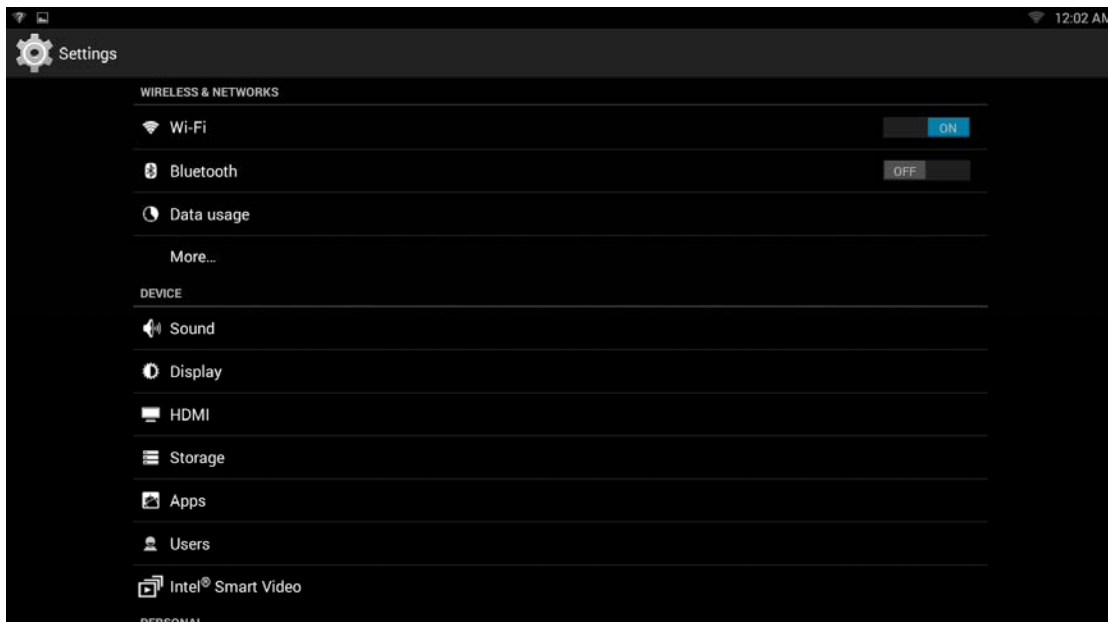 12:02 AM
Settings
WIRELESS & NETWORKS
Wi-Fi
ON
Bluetooth
OFF
Data usage
More...
DEVICE
Sound
Display
HDMI
Storage
Apps
Users
Intel® Smart Video
PERSONAL